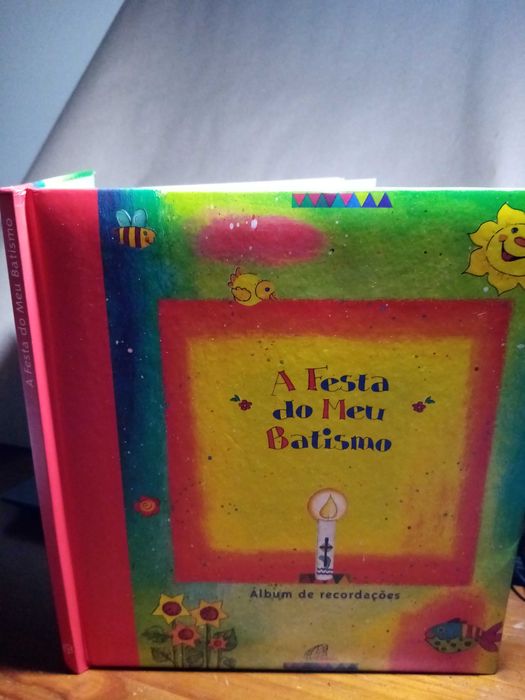 A Festa do Meu Batismo
A Festa
do Meu
Batismo
Álbum de recordações